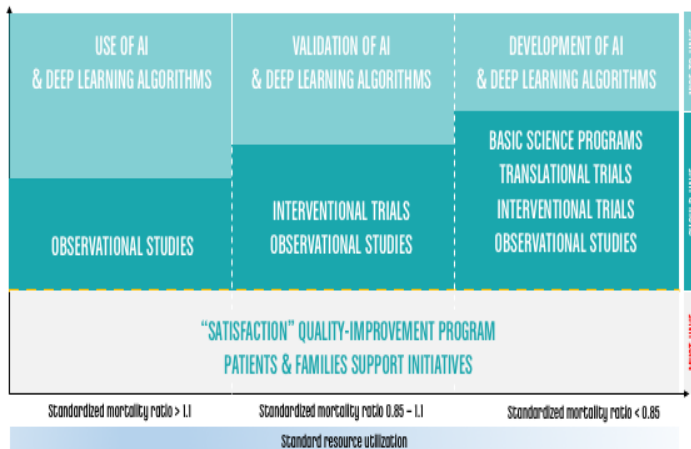 USE OF AI
& DEEP LEARNING ALGORITHMS
VALIDATION OF AI
& DEEP LEARNING ALGORITHMS
DEVELOPMENT OF AI
& DEEP LEARNING ALGORITHMS
OBSERVATIONAL STUDIES
INTERVENTIONAL TRIALS
OBSERVATIONAL STUDIES
BASIC SCIENCE PROGRAMS
TRANSLATIONAL TRIALS
INTERVENTIONAL TRIALS
OBSERVATIONAL STUDIES
“SATISFACTION” QUALITY-IMPROVEMENT PROGRAM
PATIENTS & FAMILIES SUPPORT INITIATIVES
Standardized mortality ratio > 1.1
Standardized mortality ratio 0.85 – 1.1
Standardized mortality ratio < 0.85
Standard resource utilization